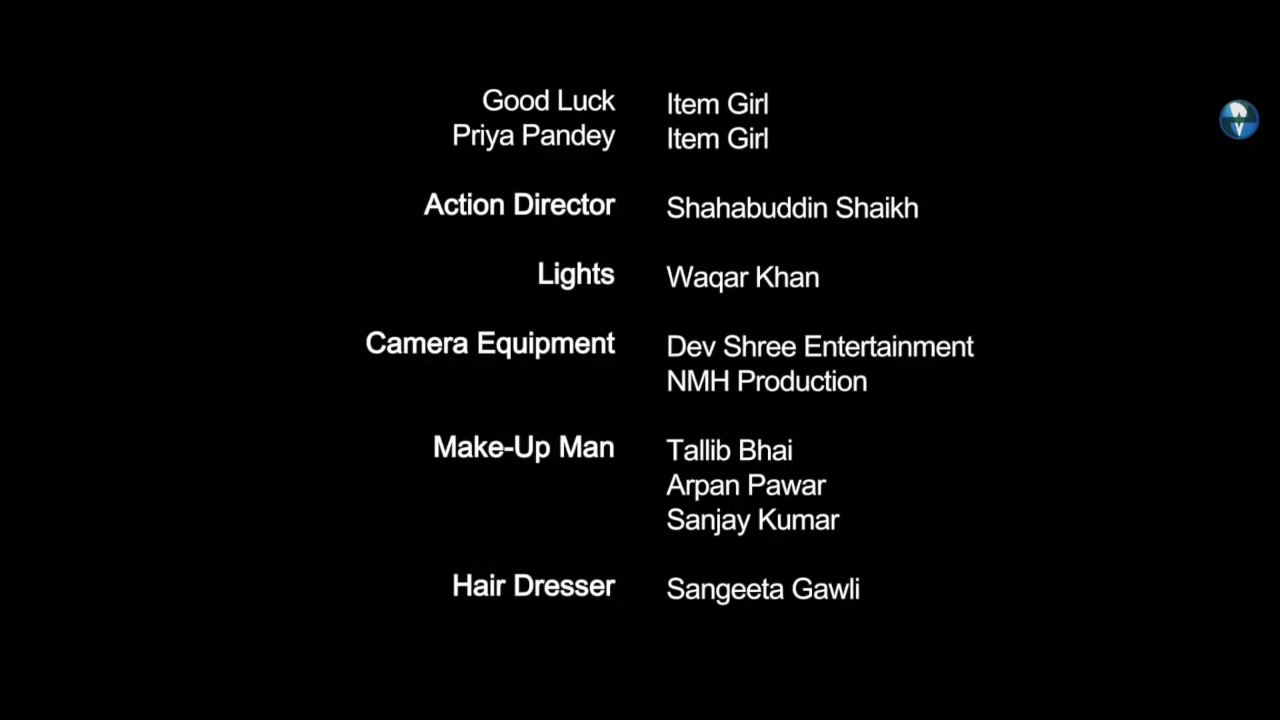 Good Luck Item Girl
Priya Pandey Item Girl
Action Director Shahabuddin Shaikh
Lights Waqar Khan
Camera Equipment Dev Shree Entertainment
NMH Production
Make-Up Man Tallib Bhai
Arpan Pawar
Sanjay Kumar
Hair Dresser Sangeeta Gawli